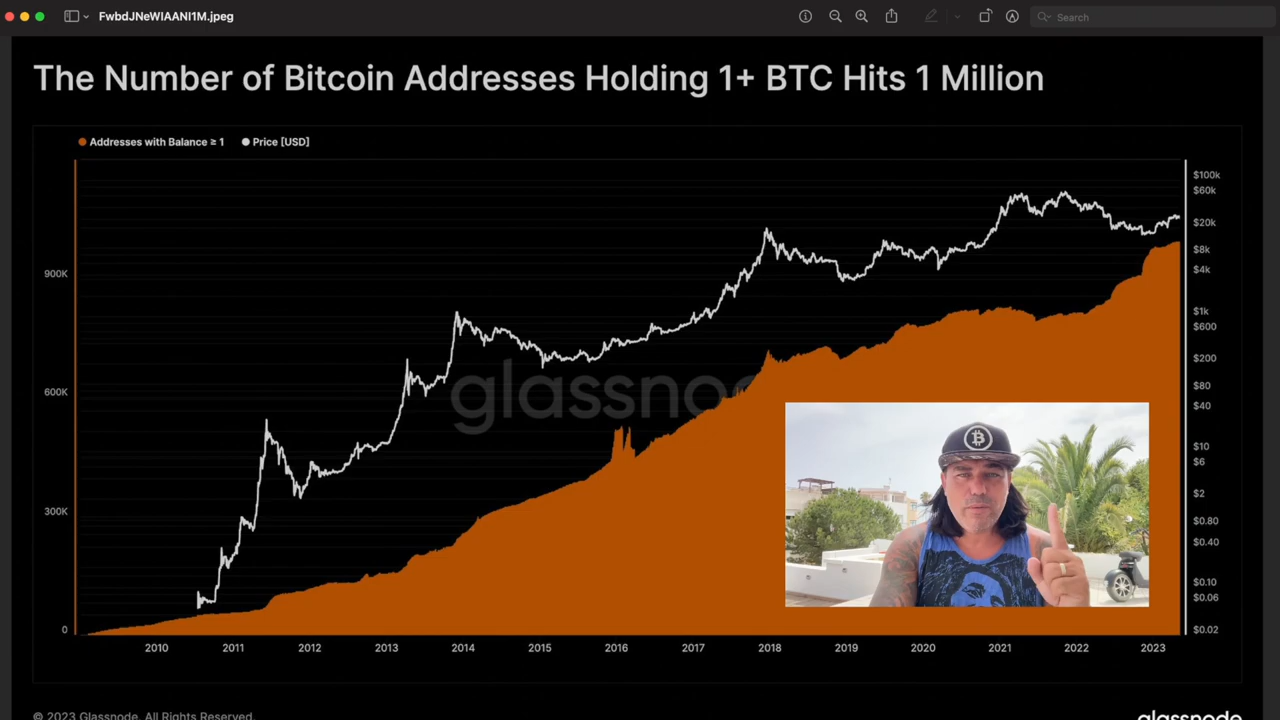 FwbdJNeWIAANI1M.jpeg
Search
The Number of Bitcoin Addresses Holding 1+ BTC Hits 1 Million
Addresses with Balance ≥ 1
Price [USD]
900K
600K
300K
0
$100k
$60k
$20k
$8k
$4k
$1k
$600
$200
$80
$40
$10
$6
$2
$0.80
$0.40
$0.10
$0.06
$0.02
glassno
2010 2011 2012 2013 2014 2015 2016 2017 2018 2019 2020 2021 2022 2023
© 2023 Glassnode. All Rights Reserved.
glassnode